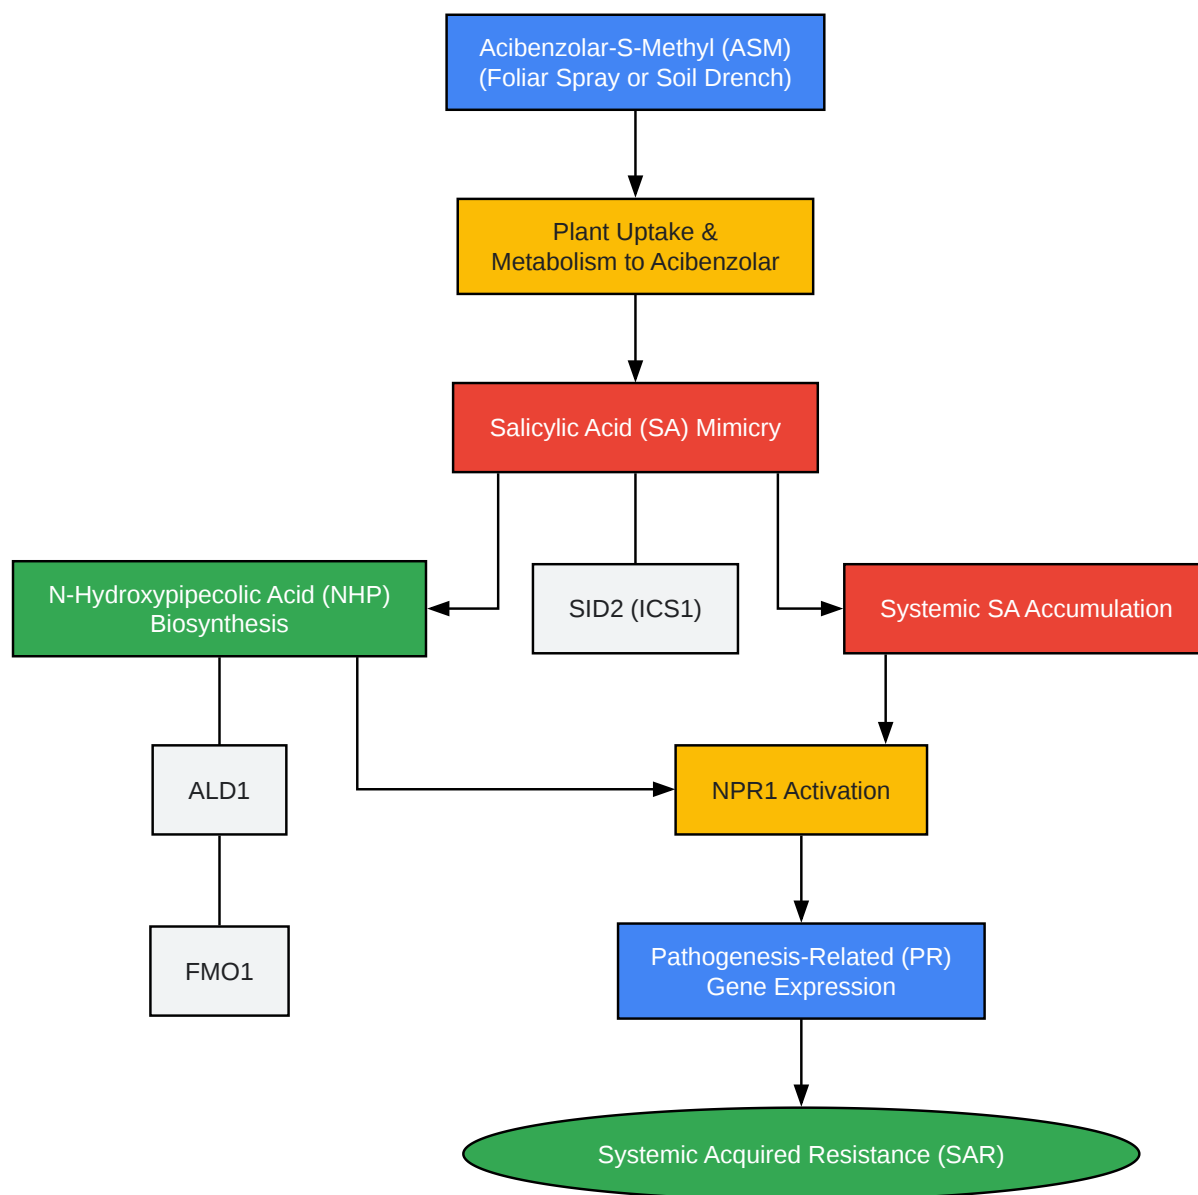 Acibenzolar-S-Methyl (ASM)
(Foliar Spray or Soil Drench)
Plant Uptake &
Metabolism to Acibenzolar
Salicylic Acid (SA) Mimicry
N-Hydroxypipecolic Acid (NHP)
Biosynthesis
SID2 (ICS1)
Systemic SA Accumulation
ALD1
NPR1 Activation
FMO1
Pathogenesis-Related (PR)
Gene Expression
Systemic Acquired Resistance (SAR)